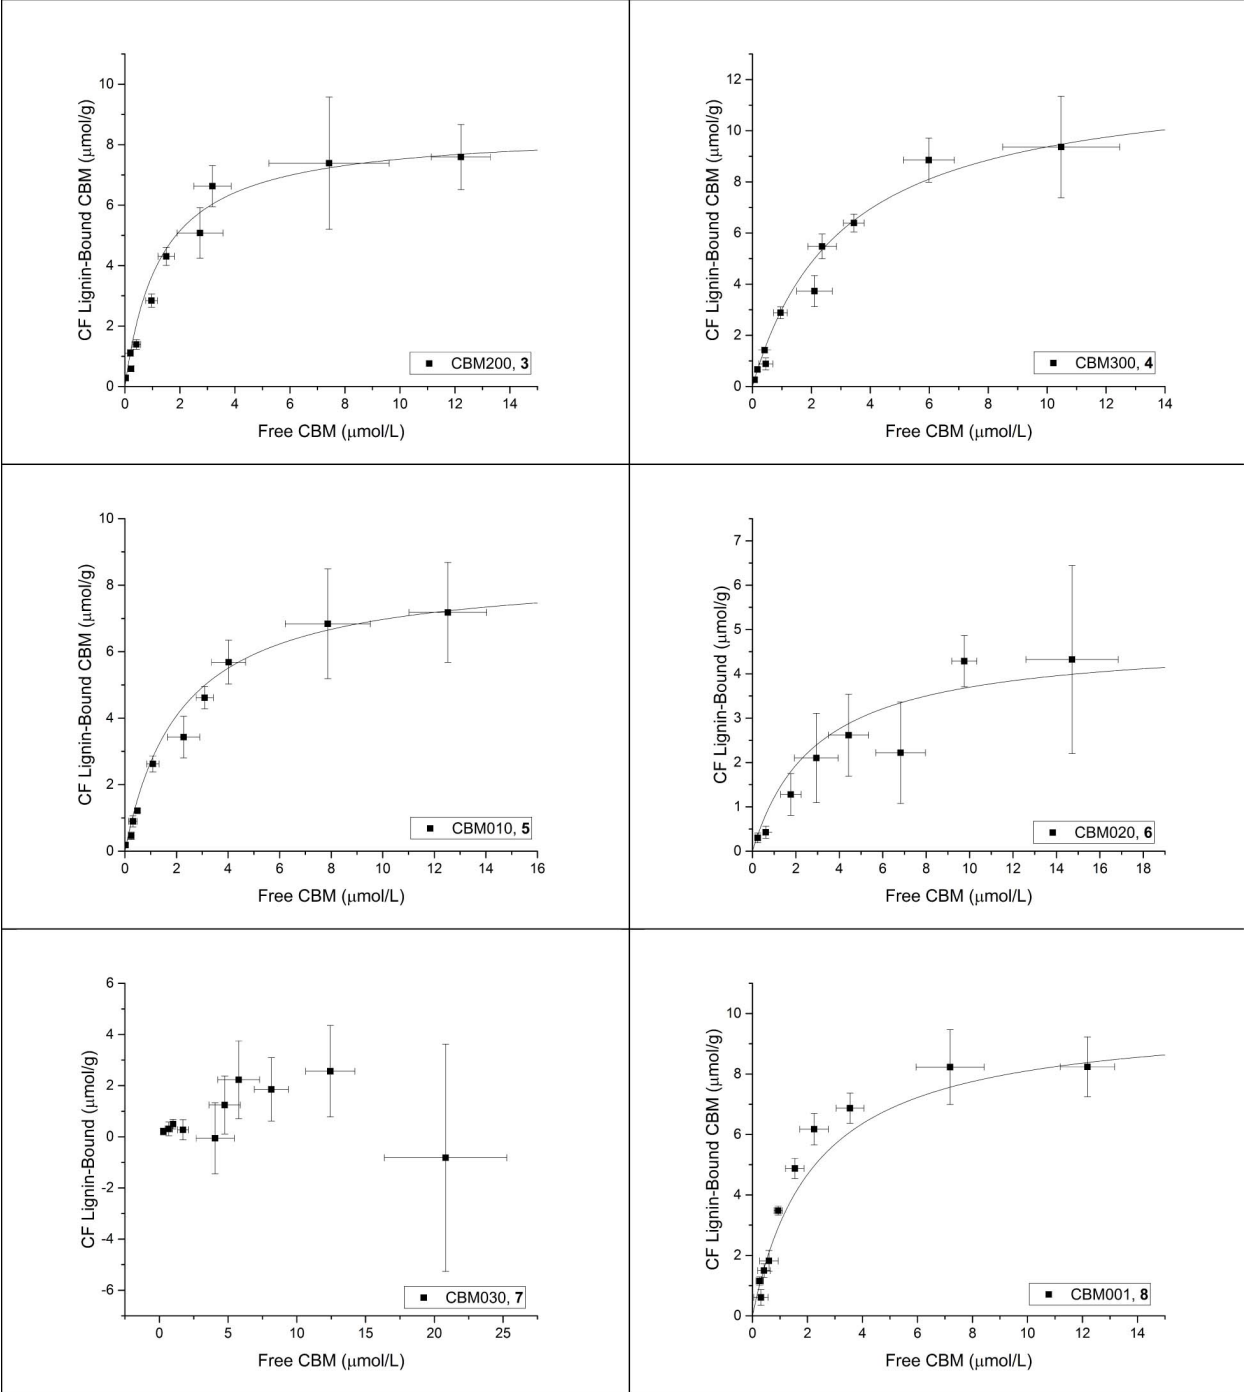 CF Lignin-Bound CBM (μmol/g)
10
8
6
4
2
0
0 2 4 6 8 10 12 14
Free CBM (μmol/L)
CBM200, 3
CF Lignin-Bound CBM (μmol/g)
12
10
8
6
4
2
0
0 2 4 6 8 10 12 14
Free CBM (μmol/L)
CBM300, 4
CF Lignin-Bound CBM (μmol/g)
10
8
6
4
2
0
0 2 4 6 8 10 12 14 16
Free CBM (μmol/L)
CBM010, 5
CF Lignin-Bound (μmol/g)
7
6
5
4
3
2
1
0
0 2 4 6 8 10 12 14 16 18
Free CBM (μmol/L)
CBM020, 6
CF Lignin-Bound (μmol/g)
6
4
2
0
-2
-4
-6
0 5 10 15 20 25
Free CBM (μmol/L)
CBM030, 7
CF Lignin-Bound CBM (μmol/g)
10
8
6
4
2
0
0 2 4 6 8 10 12 14
Free CBM (μmol/L)
CBM001, 8